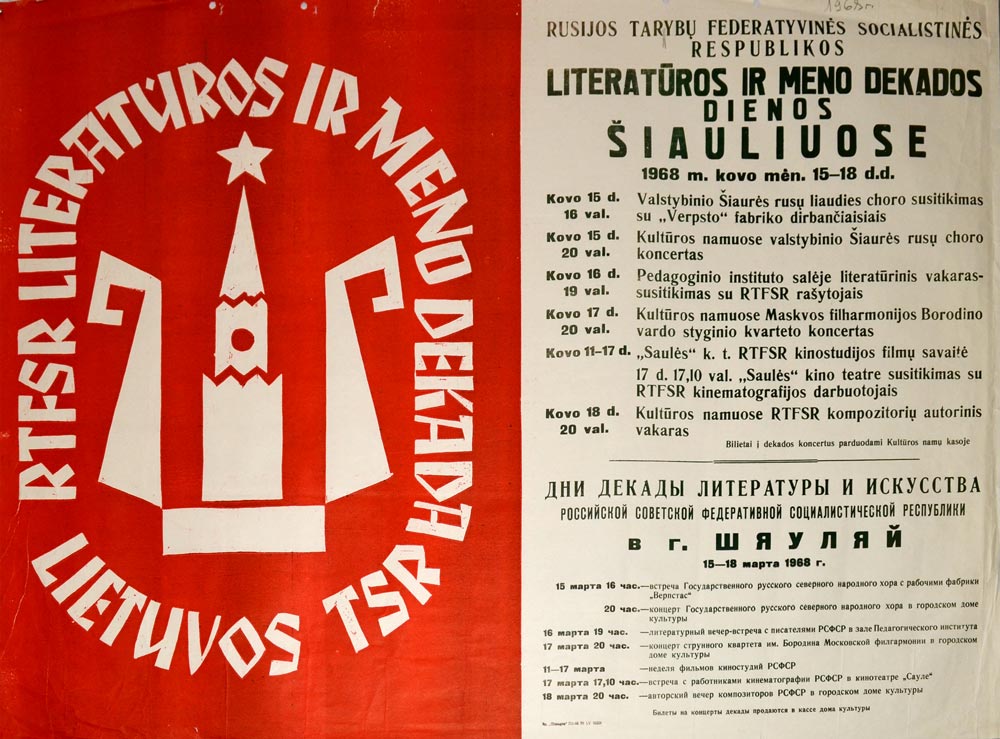 RTFSR LITERATŪROS IR MENO DEKADA
LIETUVOS TSR
1968 m
RUSIJOS TARYBŲ FEDERATYVINĖS SOCIALISTINĖS
RESPUBLIKOS
LITERATŪROS IR MENO DEKADOS
DIENOS
ŠIAULIUOSE
1968 m. kovo mėn. 15—18 d.d.
Kovo 15 d. Valstybinio Šiaurės rusų liaudies choro susitikimas
16 val. su „Verpsto“ fabriko dirbančiaisiais
Kovo 15 d. Kultūros namuose valstybinio Šiaurės rusų choro
20 val. koncertas
Kovo 16 d. Pedagoginio instituto salėje literatūrinis vakaras-
19 val. susitikimas su RTFSR rašytojais
Kovo 17 d. Kultūros namuose Maskvos filharmonijos Borodino
20 val. vardo styginio kvarteto koncertas
Kovo 11-17 d. „Saulės“ k. t. RTFSR kinostudijos filmų savaitė
17 d. 17,10 val. „Saulės“ kino teatre susitikimas su
RTFSR kinematografijos darbuotojais
Kovo 18 d. Kultūros namuose RTFSR kompozitorių autorinis
20 val. vakaras
Bilietai į dekados koncertus parduodami Kultūros namų kasoje
ДНИ ДЕКАДЫ ЛИТЕРАТУРЫ И ИСКУССТВА
РОССИЙСКОЙ СОВЕТСКОЙ ФЕДЕРАТИВНОЙ СОЦИАЛИСТИЧЕСКОЙ РЕСПУБЛИКИ
в г. ШЯУЛЯЙ
15—18 марта 1968 г.
15 марта 16 час.—встреча Государственного русского северного народного хора с рабочими фабрики
„Верпстас“
20 час.—концерт Государственного русского северного народного хора в городском доме
культуры
16 марта 19 час. —литературный вечер-встреча с писателями РСФСР в зале Педагогического института
17 марта 20 час. —концерт струнного квартета им. Бородина Московской филармонии в городском
доме культуры
11—17 марта —неделя фильмов киностудий РСФСР
17 марта 17,10 час.—встреча с работниками кинематографии РСФСР в кинотеатре „Сауле“
18 марта 20 час. —авторский вечер композиторов РСФСР в городском доме культуры
Билеты на концерты декады продаются в кассе дома культуры